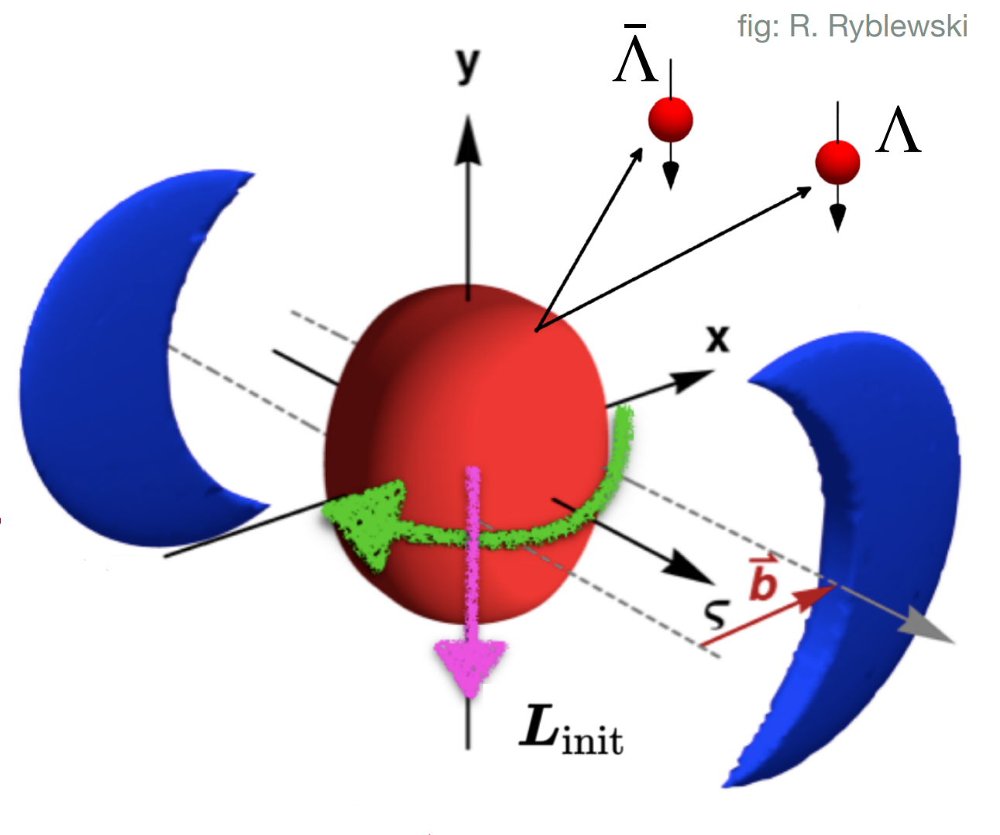 fig: R. Ryblewski
Λ̄
y
Λ
x
b⃗
ς
L_init